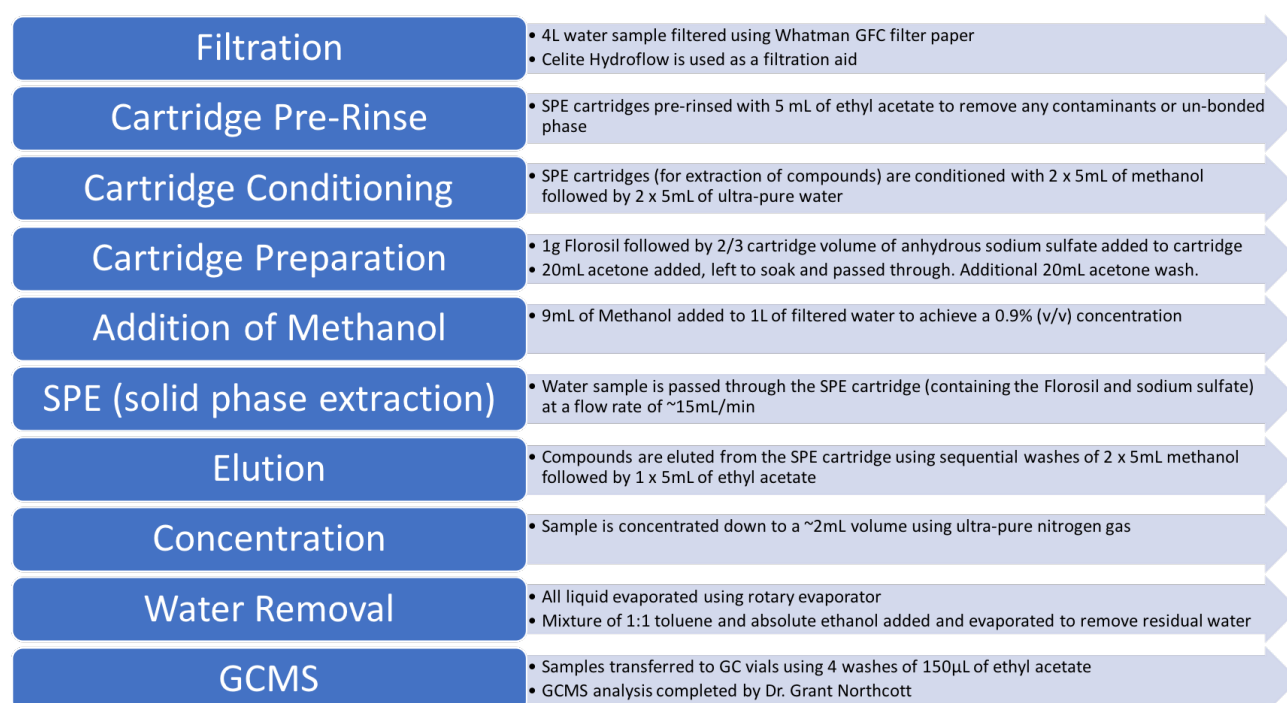 Filtration
• 4L water sample filtered using Whatman GFC filter paper
• Celite Hydroflow is used as a filtration aid
Cartridge Pre-Rinse
• SPE cartridges pre-rinsed with 5 mL of ethyl acetate to remove any contaminants or un-bonded
phase
Cartridge Conditioning
• SPE cartridges (for extraction of compounds) are conditioned with 2 x 5mL of methanol
followed by 2 x 5mL of ultra-pure water
Cartridge Preparation
• 1g Florosil followed by 2/3 cartridge volume of anhydrous sodium sulfate added to cartridge
• 20mL acetone added, left to soak and passed through. Additional 20mL acetone wash.
Addition of Methanol
• 9mL of Methanol added to 1L of filtered water to achieve a 0.9% (v/v) concentration
SPE (solid phase extraction)
• Water sample is passed through the SPE cartridge (containing the Florosil and sodium sulfate)
at a flow rate of ~15mL/min
Elution
• Compounds are eluted from the SPE cartridge using sequential washes of 2 x 5mL methanol
followed by 1 x 5mL of ethyl acetate
Concentration
• Sample is concentrated down to a ~2mL volume using ultra-pure nitrogen gas
Water Removal
• All liquid evaporated using rotary evaporator
• Mixture of 1:1 toluene and absolute ethanol added and evaporated to remove residual water
GCMS
• Samples transferred to GC vials using 4 washes of 150µL of ethyl acetate
• GCMS analysis completed by Dr. Grant Northcott